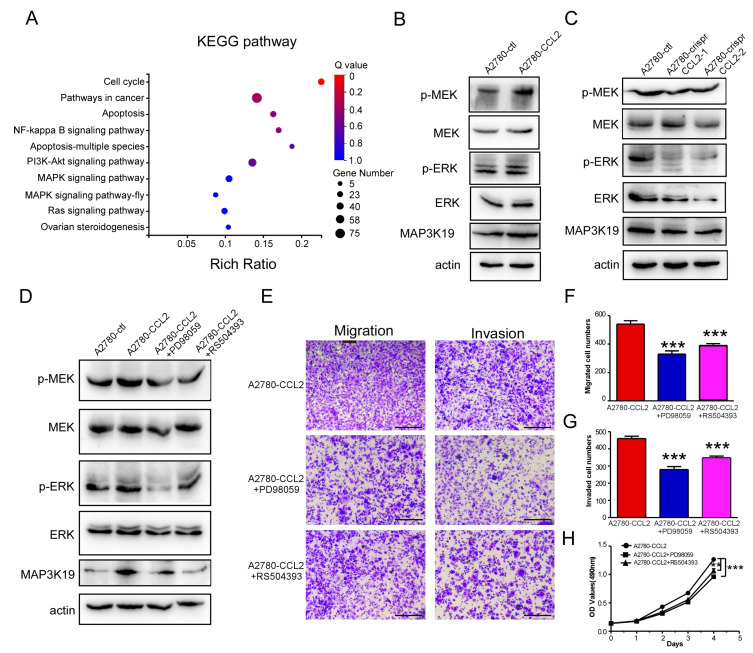 A
KEGG pathway
Cell cycle
Pathways in cancer
Apoptosis
NF-kappa B signaling pathway
Apoptosis-multiple species
PI3K-Akt signaling pathway
MAPK signaling pathway
MAPK signaling pathway-fly
Ras signaling pathway
Ovarian steroidogenesis
0.05 0.1 0.15 0.2
Rich Ratio
Q value
0
0.2
0.4
0.6
0.8
1.0
Gene Number
5
23
40
58
75
B
A2780-ctl
A2780-CCL2
p-MEK
MEK
p-ERK
ERK
MAP3K19
actin
C
A2780-ctl
A2780-crispr
CCL2-1
A2780-crispr
CCL2-2
p-MEK
MEK
p-ERK
ERK
MAP3K19
actin
D
A2780-ctl
A2780-CCL2
A2780-CCL2
+PD98059
A2780-CCL2
+RS504393
p-MEK
MEK
p-ERK
ERK
MAP3K19
actin
E
Migration Invasion
A2780-CCL2
A2780-CCL2
+PD98059
A2780-CCL2
+RS504393
F
Migrated cell numbers
600
400
200
0
***
***
A2780-CCL2 A2780-CCL2 A2780-CCL2
+PD98059 +RS504393
G
Invaded cell numbers
500
400
300
200
100
0
***
***
A2780-CCL2 A2780-CCL2 A2780-CCL2
+PD98059 +RS504393
H
A2780-CCL2
A2780-CCL2+PD98059
A2780-CCL2+RS504393
OD Values(490nm)
1.5
1.0
0.5
0.0
**
***
0 1 2 3 4 5
Days